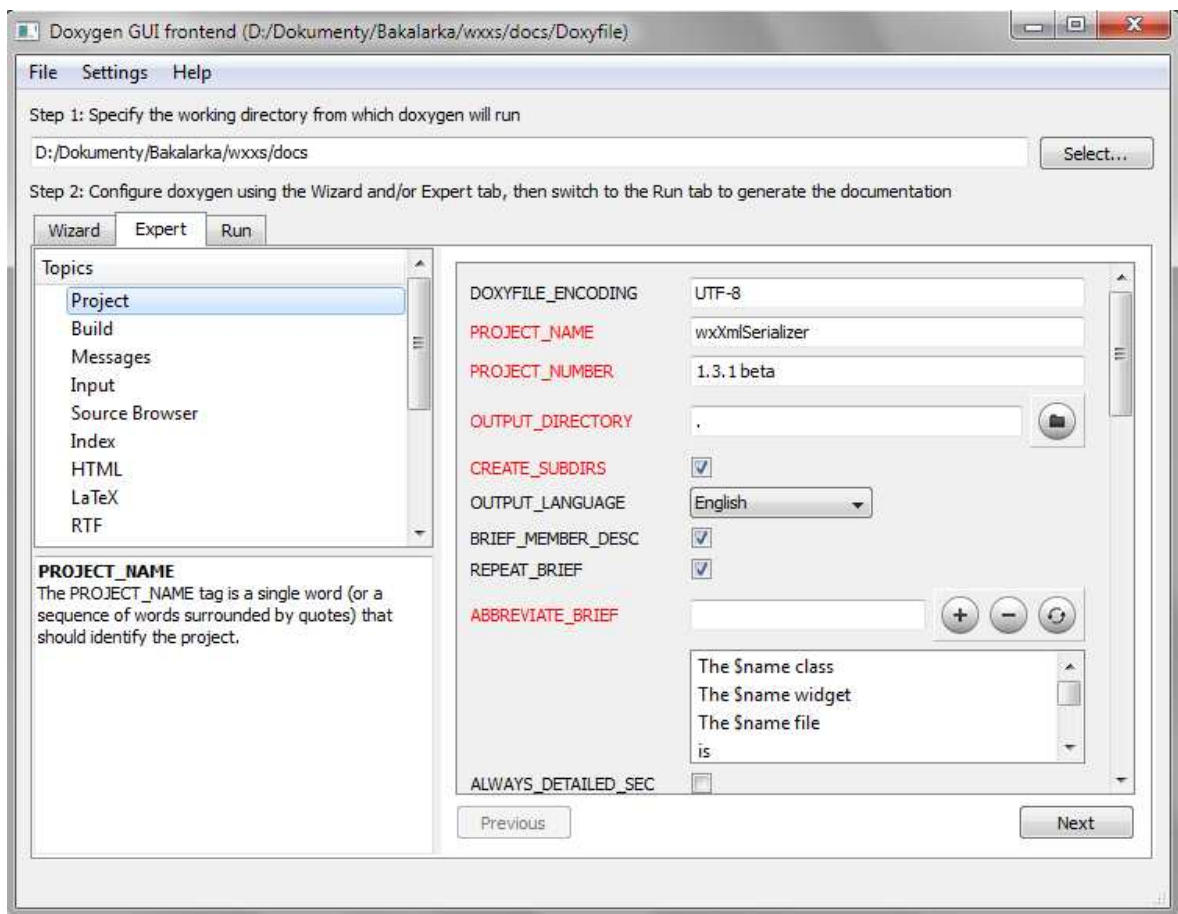 Doxygen GUI frontend (D:/Dokumenty/Bakalarka/wxxs/docs/Doxyfile)
File Settings Help
Step 1: Specify the working directory from which doxygen will run
D:/Dokumenty/Bakalarka/wxxs/docs
Select...
Step 2: Configure doxygen using the Wizard and/or Expert tab, then switch to the Run tab to generate the documentation
Wizard Expert Run
Topics
Project
Build
Messages
Input
Source Browser
Index
HTML
LaTeX
RTF
PROJECT_NAME
The PROJECT_NAME tag is a single word (or a
sequence of words surrounded by quotes) that
should identify the project.
DOXYFILE_ENCODING UTF-8
PROJECT_NAME wxXmlSerializer
PROJECT_NUMBER 1.3.1 beta
OUTPUT_DIRECTORY .
CREATE_SUBDIRS
OUTPUT_LANGUAGE English
BRIEF_MEMBER_DESC
REPEAT_BRIEF
ABBREVIATE_BRIEF
The $name class
The $name widget
The $name file
is
ALWAYS_DETAILED_SEC
Previous Next